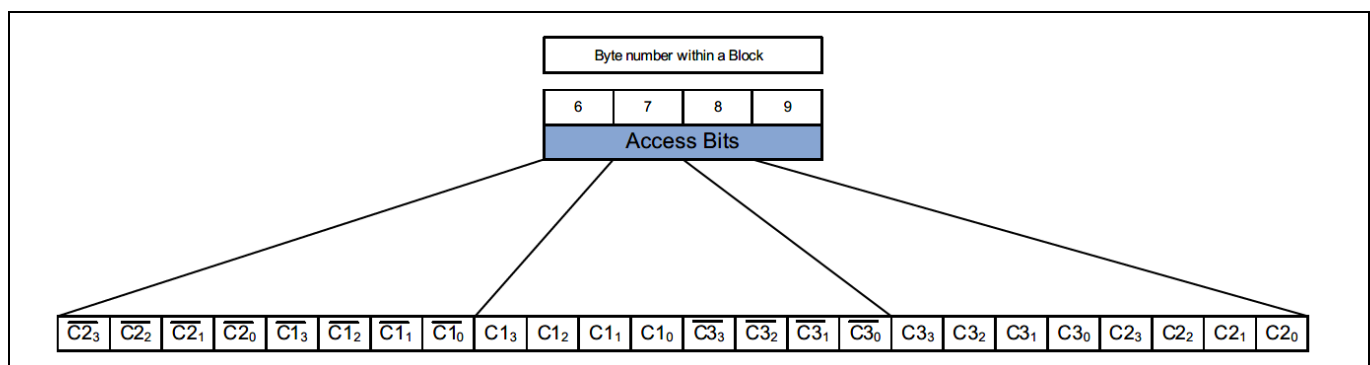 Byte number within a Block
6 7 8 9
Access Bits
C̅2̅₃ C̅2̅₂ C̅2̅₁ C̅2̅₀ C̅1̅₃ C̅1̅₂ C̅1̅₁ C̅1̅₀ C1₃ C1₂ C1₁ C1₀ C̅3̅₃ C̅3̅₂ C̅3̅₁ C̅3̅₀ C3₃ C3₂ C3₁ C3₀ C2₃ C2₂ C2₁ C2₀